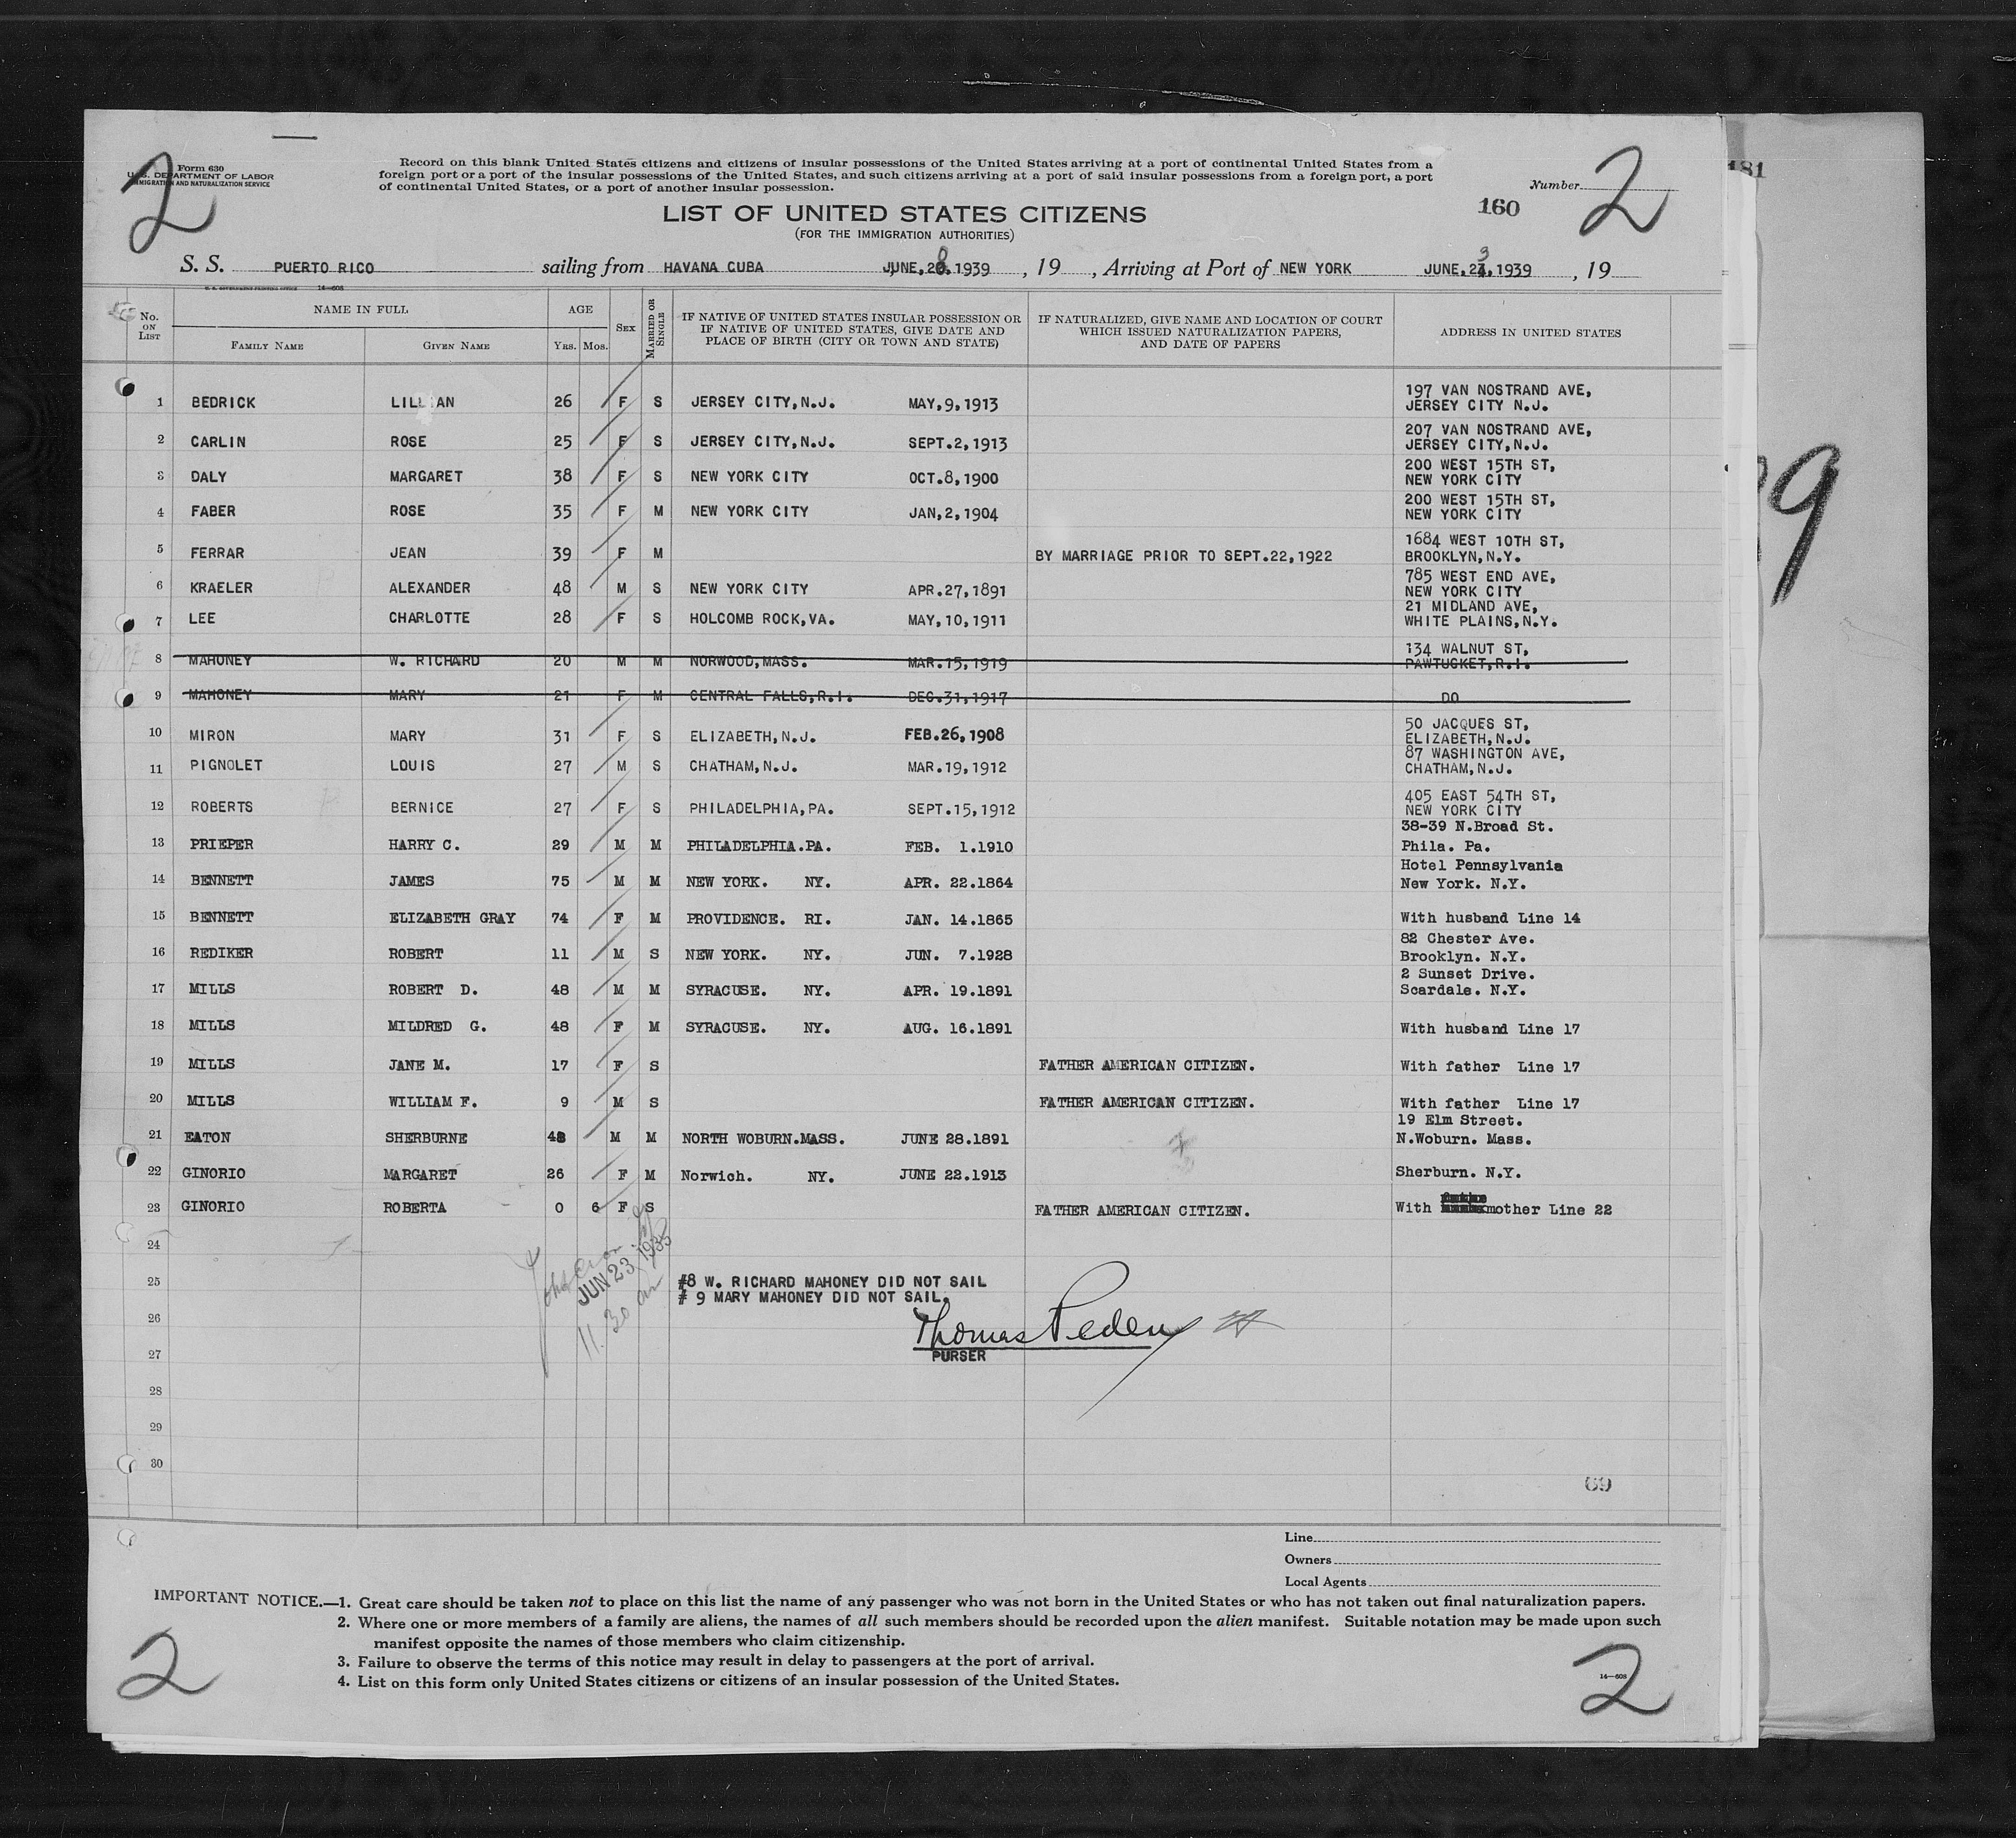 2
Form 630
U. S. DEPARTMENT OF LABOR
IMMIGRATION AND NATURALIZATION SERVICE
Record on this blank United States citizens and citizens of insular possessions of the United States arriving at a port of continental United States from a
foreign port or a port of the insular possessions of the United States, and such citizens arriving at a port of said insular possessions from a foreign port, a port
of continental United States, or a port of another insular possession.
Number 2
181
160
LIST OF UNITED STATES CITIZENS
(FOR THE IMMIGRATION AUTHORITIES)
S. S. PUERTO RICO sailing from HAVANA CUBA JUNE, 20, 1939, 19 , Arriving at Port of NEW YORK JUNE, 23, 1939, 19
U. S. GOVERNMENT PRINTING OFFICE 14—608
No. ON LIST NAME IN FULL FAMILY NAME GIVEN NAME AGE YRS. MOS. SEX MARRIED OR SINGLE IF NATIVE OF UNITED STATES INSULAR POSSESSION OR IF NATIVE OF UNITED STATES, GIVE DATE AND PLACE OF BIRTH (CITY OR TOWN AND STATE) IF NATURALIZED, GIVE NAME AND LOCATION OF COURT WHICH ISSUED NATURALIZATION PAPERS, AND DATE OF PAPERS ADDRESS IN UNITED STATES
1 BEDRICK LILLIAN 26 F S JERSEY CITY, N.J. MAY, 9, 1913 197 VAN NOSTRAND AVE,
JERSEY CITY N.J.
2 CARLIN ROSE 25 F S JERSEY CITY, N.J. SEPT. 2, 1913 207 VAN NOSTRAND AVE,
JERSEY CITY, N.J.
3 DALY MARGARET 38 F S NEW YORK CITY OCT. 8, 1900 200 WEST 15TH ST,
NEW YORK CITY
4 FABER ROSE 35 F M NEW YORK CITY JAN, 2, 1904 200 WEST 15TH ST,
NEW YORK CITY
5 FERRAR JEAN 39 F M BY MARRIAGE PRIOR TO SEPT. 22, 1922 1684 WEST 10TH ST,
BROOKLYN, N.Y.
6 KRAELER ALEXANDER 48 M S NEW YORK CITY APR. 27, 1891 785 WEST END AVE,
NEW YORK CITY
7 LEE CHARLOTTE 28 F S HOLCOMB ROCK, VA. MAY, 10, 1911 21 MIDLAND AVE,
WHITE PLAINS, N.Y.
8 MAHONEY W. RICHARD 20 M M NORWOOD, MASS. MAR. 15, 1919 134 WALNUT ST,
PAWTUCKET, R.I.
9 MAHONEY MARY 21 F M CENTRAL FALLS, R.I. DEC. 31, 1917 DO
10 MIRON MARY 31 F S ELIZABETH, N.J. FEB. 26, 1908 50 JACQUES ST,
ELIZABETH, N.J.
11 PIGNOLET LOUIS 27 M S CHATHAM, N.J. MAR. 19, 1912 87 WASHINGTON AVE,
CHATHAM, N.J.
12 ROBERTS BERNICE 27 F S PHILADELPHIA, PA. SEPT. 15, 1912 405 EAST 54TH ST,
NEW YORK CITY
13 PRIEPER HARRY C. 29 M M PHILADELPHIA. PA. FEB. 1.1910 38-39 N. Broad St.
Phila. Pa.
14 BENNETT JAMES 75 M M NEW YORK. NY. APR. 22.1864 Hotel Pennsylvania
New York. N.Y.
15 BENNETT ELIZABETH GRAY 74 F M PROVIDENCE. RI. JAN. 14.1865 With husband Line 14
16 REDIKER ROBERT 11 M S NEW YORK. NY. JUN. 7.1928 82 Chester Ave.
Brooklyn. N.Y.
17 MILLS ROBERT D. 48 M M SYRACUSE. NY. APR. 19.1891 2 Sunset Drive.
Scardale. N.Y.
18 MILLS MILDRED G. 48 F M SYRACUSE. NY. AUG. 16.1891 With husband Line 17
19 MILLS JANE M. 17 F S FATHER AMERICAN CITIZEN. With father Line 17
20 MILLS WILLIAM F. 9 M S FATHER AMERICAN CITIZEN. With father Line 17
21 EATON SHERBURNE 48 M M NORTH WOBURN. MASS. JUNE 28.1891 19 Elm Street.
N. Woburn. Mass.
22 GINORIO MARGARET 26 F M Norwich. NY. JUNE 22.1913 Sherburn. N.Y.
23 GINORIO ROBERTA 0 6 F S FATHER AMERICAN CITIZEN. With mother Line 22
24
JUN 23
11 30 am
25 #8 W. RICHARD MAHONEY DID NOT SAIL
# 9 MARY MAHONEY DID NOT SAIL.
26 Thomas Peden
27 PURSER
28
29
30
69
Line
Owners
Local Agents
IMPORTANT NOTICE.—1. Great care should be taken not to place on this list the name of any passenger who was not born in the United States or who has not taken out final naturalization papers.
2. Where one or more members of a family are aliens, the names of all such members should be recorded upon the alien manifest. Suitable notation may be made upon such
manifest opposite the names of those members who claim citizenship.
3. Failure to observe the terms of this notice may result in delay to passengers at the port of arrival.
4. List on this form only United States citizens or citizens of an insular possession of the United States.
14—608
2
2